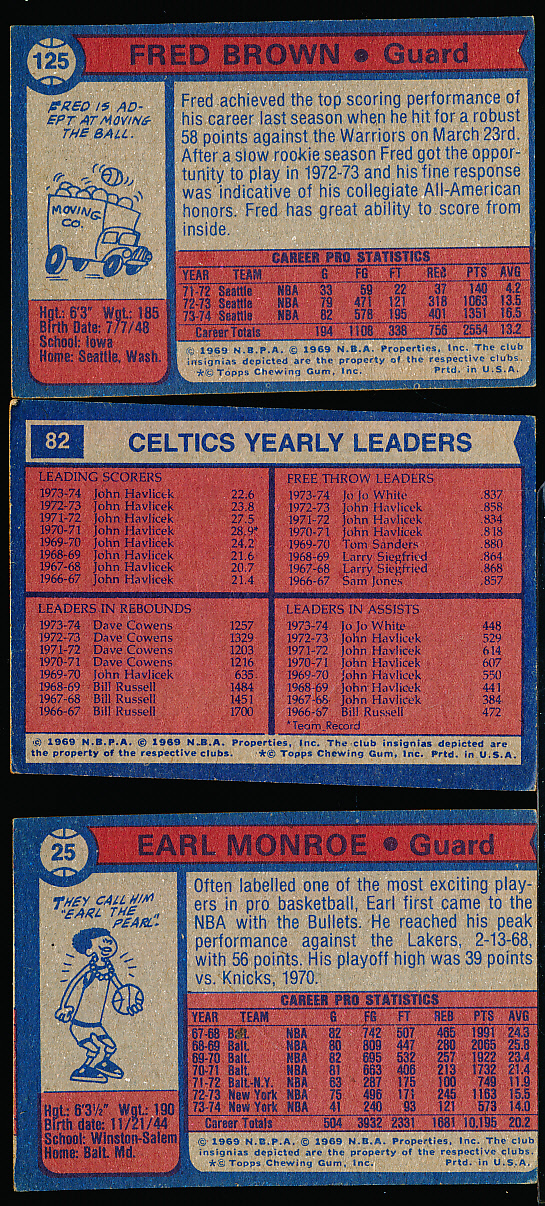 125
FRED BROWN • Guard
FRED IS AD-
EPT AT MOVING
THE BALL.
MOVING
CO.
Hgt.: 6'3" Wgt.: 185
Birth Date: 7/7/48
School: Iowa
Home: Seattle, Wash.
Fred achieved the top scoring performance of
his career last season when he hit for a robust
58 points against the Warriors on March 23rd.
After a slow rookie season Fred got the oppor-
tunity to play in 1972-73 and his fine response
was indicative of his collegiate All-American
honors. Fred has great ability to score from
inside.
CAREER PRO STATISTICS
YEAR TEAM G FG FT REB PTS AVG
71-72 Seattle NBA 33 59 22 37 140 4.2
72-73 Seattle NBA 79 471 121 318 1063 13.5
73-74 Seattle NBA 82 578 195 401 1351 16.5
Career Totals 194 1108 338 756 2554 13.2
© 1969 N.B.P.A. © 1969 N.B.A. Properties, Inc. The club
insignias depicted are the property of the respective clubs.
*© Topps Chewing Gum, Inc. Prtd. in U.S.A.
82
CELTICS YEARLY LEADERS
LEADING SCORERS
1973-74 John Havlicek 22.6
1972-73 John Havlicek 23.8
1971-72 John Havlicek 27.5
1970-71 John Havlicek 28.9*
1969-70 John Havlicek 24.2
1968-69 John Havlicek 21.6
1967-68 John Havlicek 20.7
1966-67 John Havlicek 21.4
FREE THROW LEADERS
1973-74 Jo Jo White .837
1972-73 John Havlicek .858
1971-72 John Havlicek .834
1970-71 John Havlicek .818
1969-70 Tom Sanders .880
1968-69 Larry Siegfried .864
1967-68 Larry Siegfried .868
1966-67 Sam Jones .857
LEADERS IN REBOUNDS
1973-74 Dave Cowens 1257
1972-73 Dave Cowens 1329
1971-72 Dave Cowens 1203
1970-71 Dave Cowens 1216
1969-70 John Havlicek 635
1968-69 Bill Russell 1484
1967-68 Bill Russell 1451
1966-67 Bill Russell 1700
LEADERS IN ASSISTS
1973-74 Jo Jo White 448
1972-73 John Havlicek 529
1971-72 John Havlicek 614
1970-71 John Havlicek 607
1969-70 John Havlicek 550
1968-69 John Havlicek 441
1967-68 John Havlicek 384
1966-67 Bill Russell 472
*Team Record
© 1969 N.B.P.A. © 1969 N.B.A. Properties, Inc. The club insignias depicted are
the property of the respective clubs. *© Topps Chewing Gum, Inc. Prtd. in U.S.A.
25
EARL MONROE • Guard
THEY CALL HIM
"EARL THE
PEARL".
Hgt.: 6'3½" Wgt.: 190
Birth date: 11/21/44
School: Winston-Salem
Home: Balt. Md.
Often labelled one of the most exciting play-
ers in pro basketball, Earl first came to the
NBA with the Bullets. He reached his peak
performance against the Lakers, 2-13-68,
with 56 points. His playoff high was 39 points
vs. Knicks, 1970.
CAREER PRO STATISTICS
YEAR TEAM G FG FT REB PTS AVG
67-68 Balt. NBA 82 742 507 465 1991 24.3
68-69 Balt. NBA 80 809 447 280 2065 25.8
69-70 Balt. NBA 82 695 532 257 1922 23.4
70-71 Balt. NBA 81 663 406 213 1732 21.4
71-72 Balt.-N.Y. NBA 63 287 175 100 749 11.9
72-73 New York NBA 75 496 171 245 1163 15.5
73-74 New York NBA 41 240 93 121 573 14.0
Career Totals 504 3932 2331 1681 10,195 20.2
© 1969 N.B.P.A. © 1969 N.B.A. Properties, Inc. The club
insignias depicted are the property of the respective clubs.
*© Topps Chewing Gum, Inc. Prtd. in U.S.A.